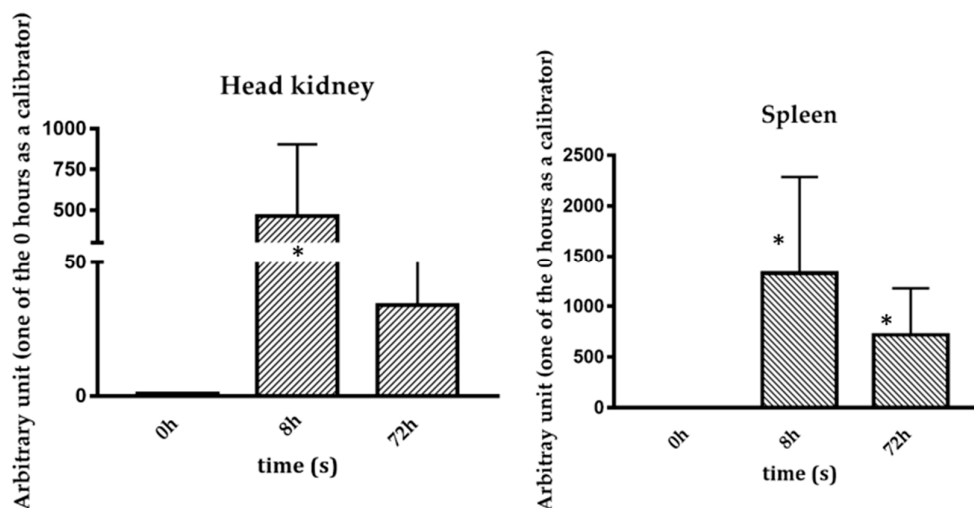 Head kidney
Arbitrary unit (one of the 0 hours as a calibrator)
1000
750
500
50
0
*
0h
8h
72h
time (s)
Spleen
Arbitray unit (one of the 0 hours as a calibrator)
2500
2000
1500
1000
500
0
*
*
0h
8h
72h
time (s)